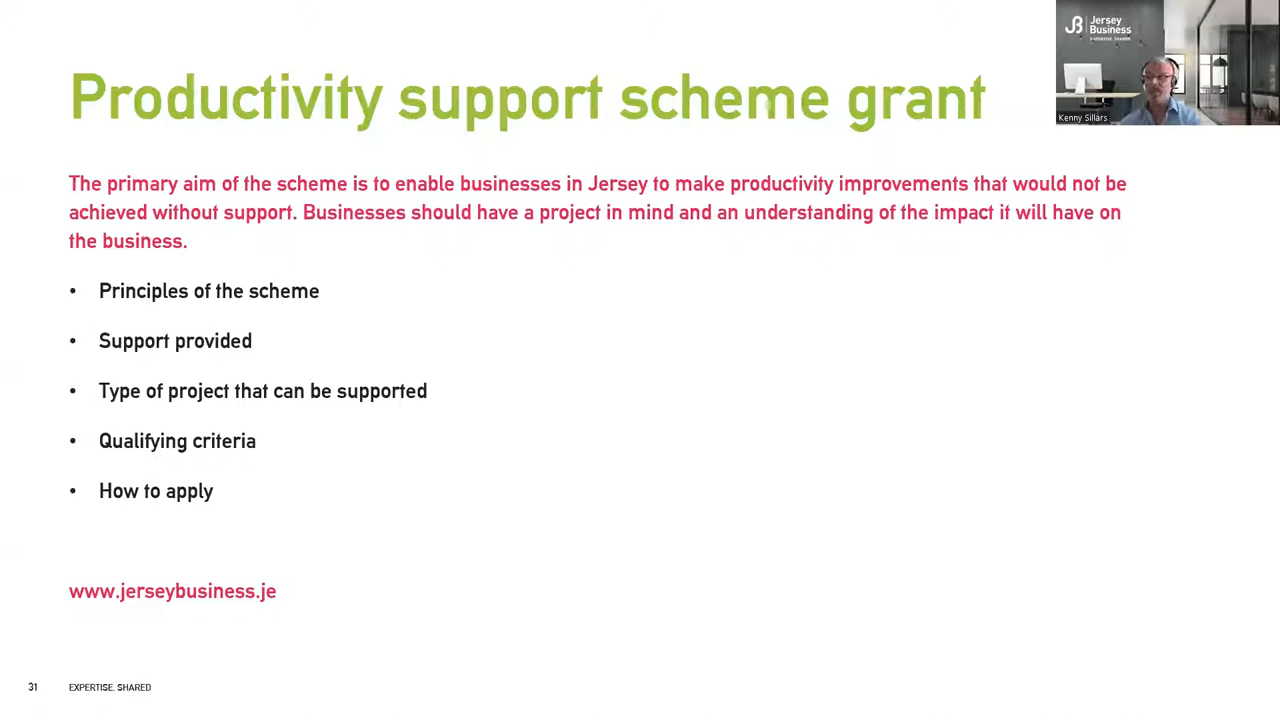 Productivity support scheme grant
Jersey
Business
EXPERTISE. SHARED
Kenny Sillars
The primary aim of the scheme is to enable businesses in Jersey to make productivity improvements that would not be
achieved without support. Businesses should have a project in mind and an understanding of the impact it will have on
the business.
• Principles of the scheme
• Support provided
• Type of project that can be supported
• Qualifying criteria
• How to apply
www.jerseybusiness.je
31 EXPERTISE. SHARED